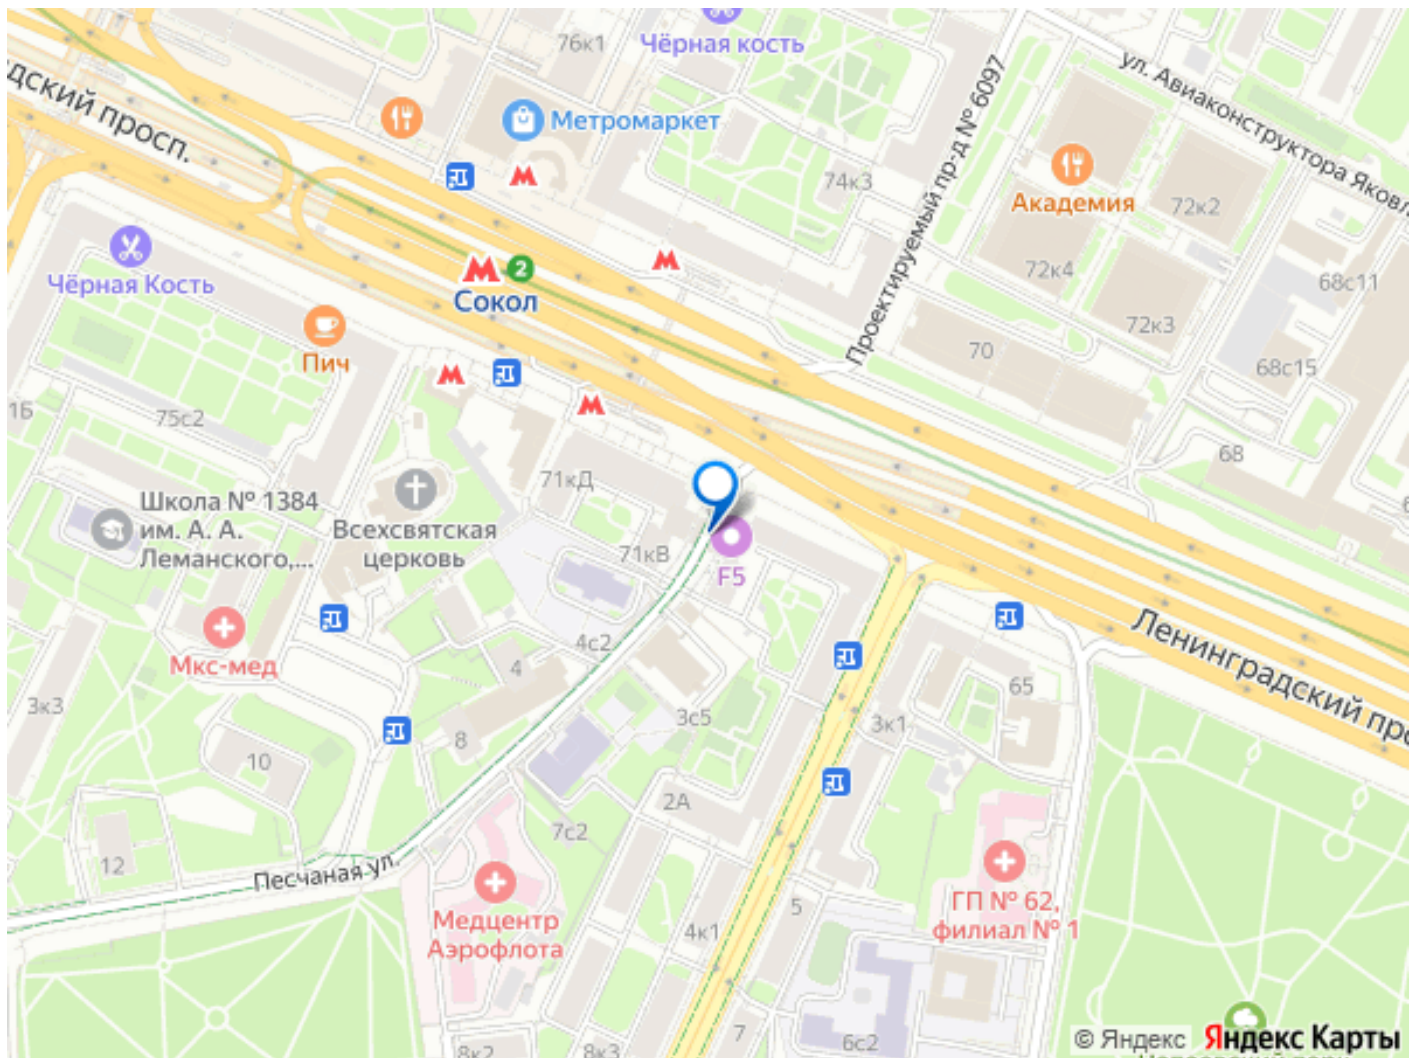 Чёрная кость
76к1
ул. Авиаконструктора Яковл
дский просп.
Метромаркет
Проектируемый пр-д № 6097
74к3
Академия
72к2
Чёрная Кость
2
Сокол
72к4
68с11
72к3
Пич
70
68с15
1Б
75с2
68
71кД
Школа № 1384
им. А. А.
Леманского,...
Всехсвятская
церковь
71кВ
F5
Ленинградский про
Мкс-мед
4с2
4
65
3к3
3с5
3к1
8
10
2А
7с2
12
Песчаная ул.
Медцентр
Аэрофлота
ГП № 62,
филиал № 1
5
4к1
7
6с2
8к2
8к3
© Яндекс Яндекс Карты